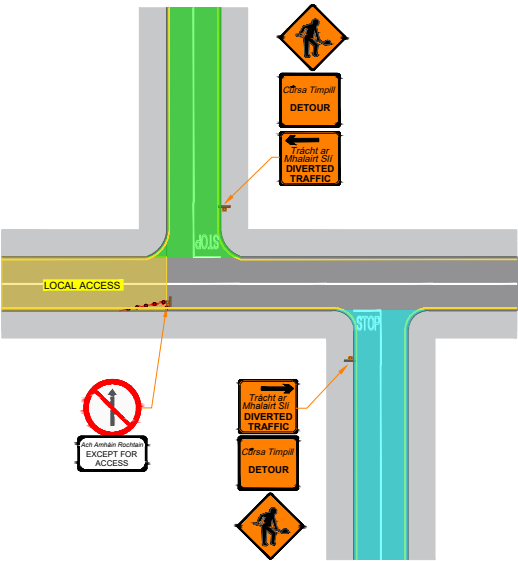 Cúrsa Timpill
DETOUR
Trácht ar
Mhalairt Slí
DIVERTED
TRAFFIC
STOP
LOCAL ACCESS
STOP
Ach Amháin Rochtain
EXCEPT FOR
ACCESS
Trácht ar
Mhalairt Slí
DIVERTED
TRAFFIC
Cúrsa Timpill
DETOUR